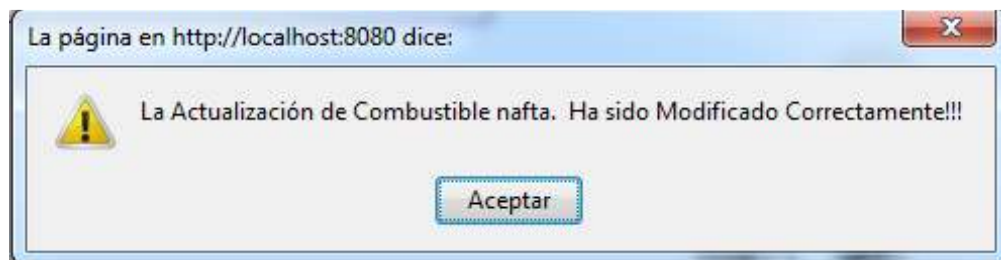 La página en http://localhost:8080 dice:
La Actualización de Combustible nafta.  Ha sido Modificado Correctamente!!!
Aceptar